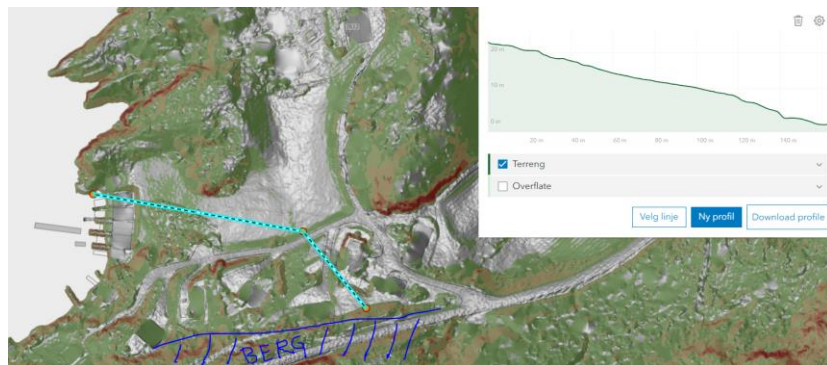 20 m
10 m
0 m
20 m 40 m 60 m 80 m 100 m 120 m 140 m
Terreng
Overflate
Velg linje Ny profil Download profile
BERG